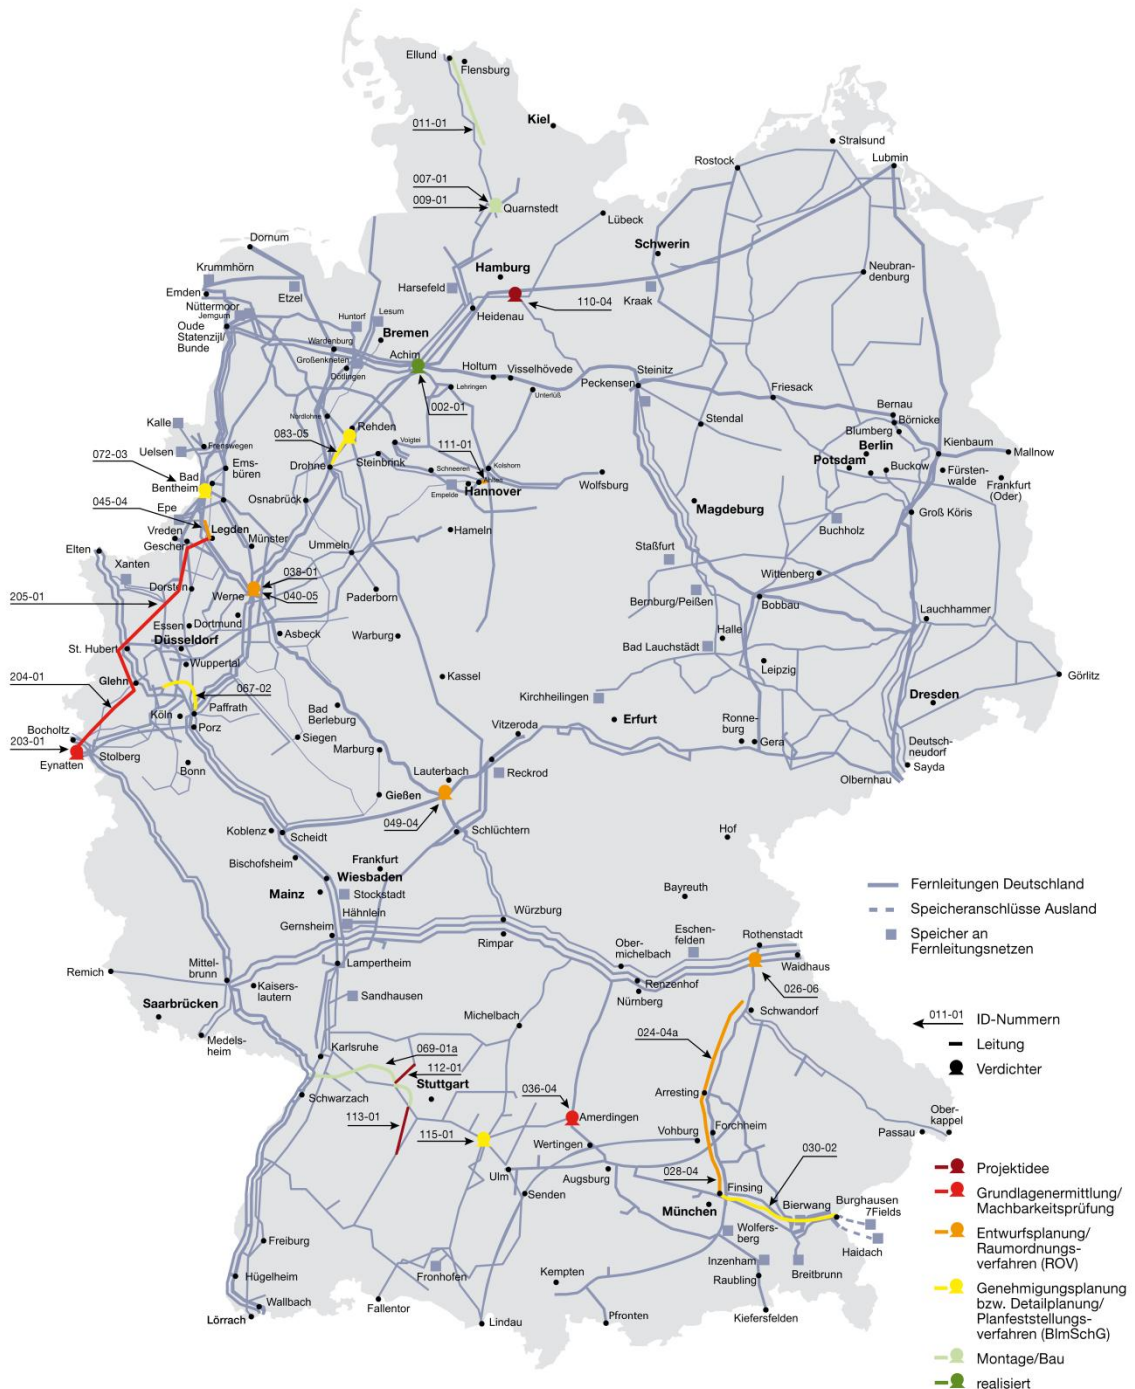 Ellund
Flensburg
Kiel
011-01
Stralsund
Rostock
Lubmin
007-01
009-01
Quarnstedt
Lübeck
Dornum
Schwerin
Krummhörn
Hamburg
Neubran-
denburg
Emden
Etzel
Harsefeld
Kraak
110-04
Nüttermoor
Jemgum
Huntorf
Lesum
Heidenau
Oude
Statenzijl/
Bunde
Bremen
Wardenburg
Achim
Großenkneten
Dötlingen
Holtum
Visselhövede
Steinitz
Peckensen
Lehringen
Unterlüß
Friesack
002-01
Bernau
Börnicke
Stendal
Nordlohne
Kalle
Rehden
083-05
Blumberg
Berlin
Kienbaum
Mallnow
Frenswegen
Voigtei
111-01
Uelsen
072-03
Ems-
büren
Drohne
Steinbrink
Schneeren
Kolshorn
Potsdam
Buckow
Fürsten-
walde
Frankfurt
(Oder)
Bad
Bentheim
Osnabrück
Empelde
Ahlten
Hannover
Wolfsburg
Magdeburg
045-04
Epe
Groß Köris
Vreden
Legden
Hameln
Buchholz
Gescher
Münster
Ummeln
Elten
Staßfurt
Xanten
038-01
Wittenberg
Dorsten
Werne
040-05
Paderborn
Bernburg/Peißen
Bobbau
205-01
Lauchhammer
Essen
Dortmund
Asbeck
Warburg
Halle
St. Hubert
Düsseldorf
Bad Lauchstädt
Wuppertal
Leipzig
Görlitz
Glehn
Kassel
204-01
067-02
Kirchheilingen
Dresden
Köln
Paffrath
Bad
Berleburg
Erfurt
Ronne-
burg
Bocholtz
Porz
Vitzeroda
Gera
203-01
Siegen
Marburg
Deutsch-
neudorf
Eynatten
Stolberg
Bonn
Lauterbach
Reckrod
Sayda
Olbernhau
Gießen
049-04
Koblenz
Scheidt
Schlüchtern
Hof
Bischofsheim
Frankfurt
Wiesbaden
Mainz
Stockstadt
Bayreuth
Hähnlein
Würzburg
Gernsheim
Rimpar
Eschen-
felden
Rothenstadt
Ober-
michelbach
Remich
Mittel-
brunn
Lampertheim
Waidhaus
Kaisers-
lautern
Renzenhof
Nürnberg
026-06
Saarbrücken
Sandhausen
Michelbach
Schwandorf
Medels-
heim
024-04a
Karlsruhe
069-01a
112-01
Stuttgart
036-04
Arresting
Schwarzach
Amerdingen
113-01
Forchheim
Ober-
kappel
Passau
115-01
Wertingen
Vohburg
030-02
Ulm
028-04
Augsburg
Finsing
Senden
Bierwang
Burghausen
7Fields
München
Wolfers-
berg
Haidach
Freiburg
Inzenham
Breitbrunn
Fronhofen
Kempten
Raubling
Hügelheim
Wallbach
Fallentor
Lörrach
Lindau
Pfronten
Kiefersfelden
Fernleitungen Deutschland
Speicheranschlüsse Ausland
Speicher an
Fernleitungsnetzen
011-01
ID-Nummern
Leitung
Verdichter
Projektidee
Grundlagenermittlung/
Machbarkeitsprüfung
Entwurfsplanung/
Raumordnungs-
verfahren (ROV)
Genehmigungsplanung
bzw. Detailplanung/
Planfeststellungs-
verfahren (BImSchG)
Montage/Bau
realisiert